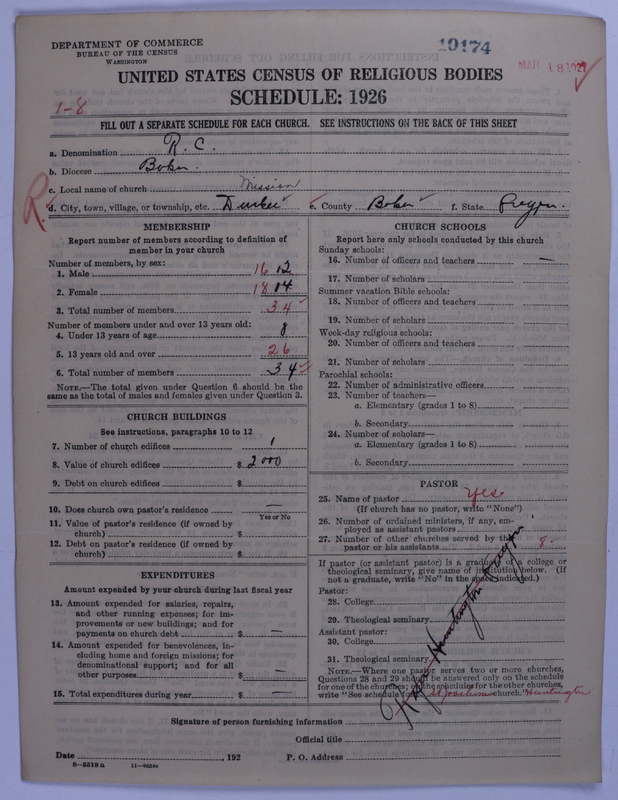 DEPARTMENT OF COMMERCE
BUREAU OF THE CENSUS
WASHINGTON
10174
MAR 18 1927
UNITED STATES CENSUS OF RELIGIOUS BODIES
SCHEDULE: 1926
1-8
FILL OUT A SEPARATE SCHEDULE FOR EACH CHURCH. SEE INSTRUCTIONS ON THE BACK OF THIS SHEET
a. Denomination R. C.
b. Diocese Baker
c. Local name of church Mission
R.
d. City, town, village, or township, etc. Durkee e. County Baker f. State Oregon.
MEMBERSHIP
Report number of members according to definition of
member in your church
Number of members, by sex:
1. Male 16 12
2. Female 18 14
3. Total number of members 34
Number of members under and over 13 years old:
4. Under 13 years of age 8
5. 13 years old and over 26
6. Total number of members 34
NOTE.—The total given under Question 6 should be the
same as the total of males and females given under Question 3.
CHURCH BUILDINGS
See instructions, paragraphs 10 to 12
7. Number of church edifices 1
8. Value of church edifices $ 2000
9. Debt on church edifices $
10. Does church own pastor's residence —
Yes or No
11. Value of pastor's residence (if owned by
church) $
12. Debt on pastor's residence (if owned by
church) $
EXPENDITURES
Amount expended by your church during last fiscal year
13. Amount expended for salaries, repairs,
and other running expenses; for im-
provements or new buildings; and for
payments on church debt $ —
14. Amount expended for benevolences, in-
cluding home and foreign missions; for
denominational support; and for all
other purposes $ —
15. Total expenditures during year $ —
CHURCH SCHOOLS
Report here only schools conducted by this church
Sunday schools:
16. Number of officers and teachers —
17. Number of scholars
Summer vacation Bible schools:
18. Number of officers and teachers
19. Number of scholars
Week-day religious schools:
20. Number of officers and teachers
21. Number of scholars
Parochial schools:
22. Number of administrative officers
23. Number of teachers—
a. Elementary (grades 1 to 8)
b. Secondary
24. Number of scholars—
a. Elementary (grades 1 to 8)
b. Secondary
PASTOR
25. Name of pastor Yes
(If church has no pastor, write "None")
26. Number of ordained ministers, if any, em-
ployed as assistant pastors
27. Number of other churches served by the
pastor or his assistants 8
If pastor (or assistant pastor) is a graduate of a college or
theological seminary, give name of institution below. (If
not a graduate, write "No" in the space indicated.)
Pastor:
28. College
29. Theological seminary
Assistant pastor:
30. College
31. Theological seminary
Huntington Oregon
NOTE.—Where one pastor serves two or more churches,
Questions 28 and 29 should be answered only on the schedule
for one of the churches; on the schedules for the other churches,
write "See schedule for church." Huntington
Signature of person furnishing information
Official title
Date , 192 P. O. Address
8—5518a 11—9050